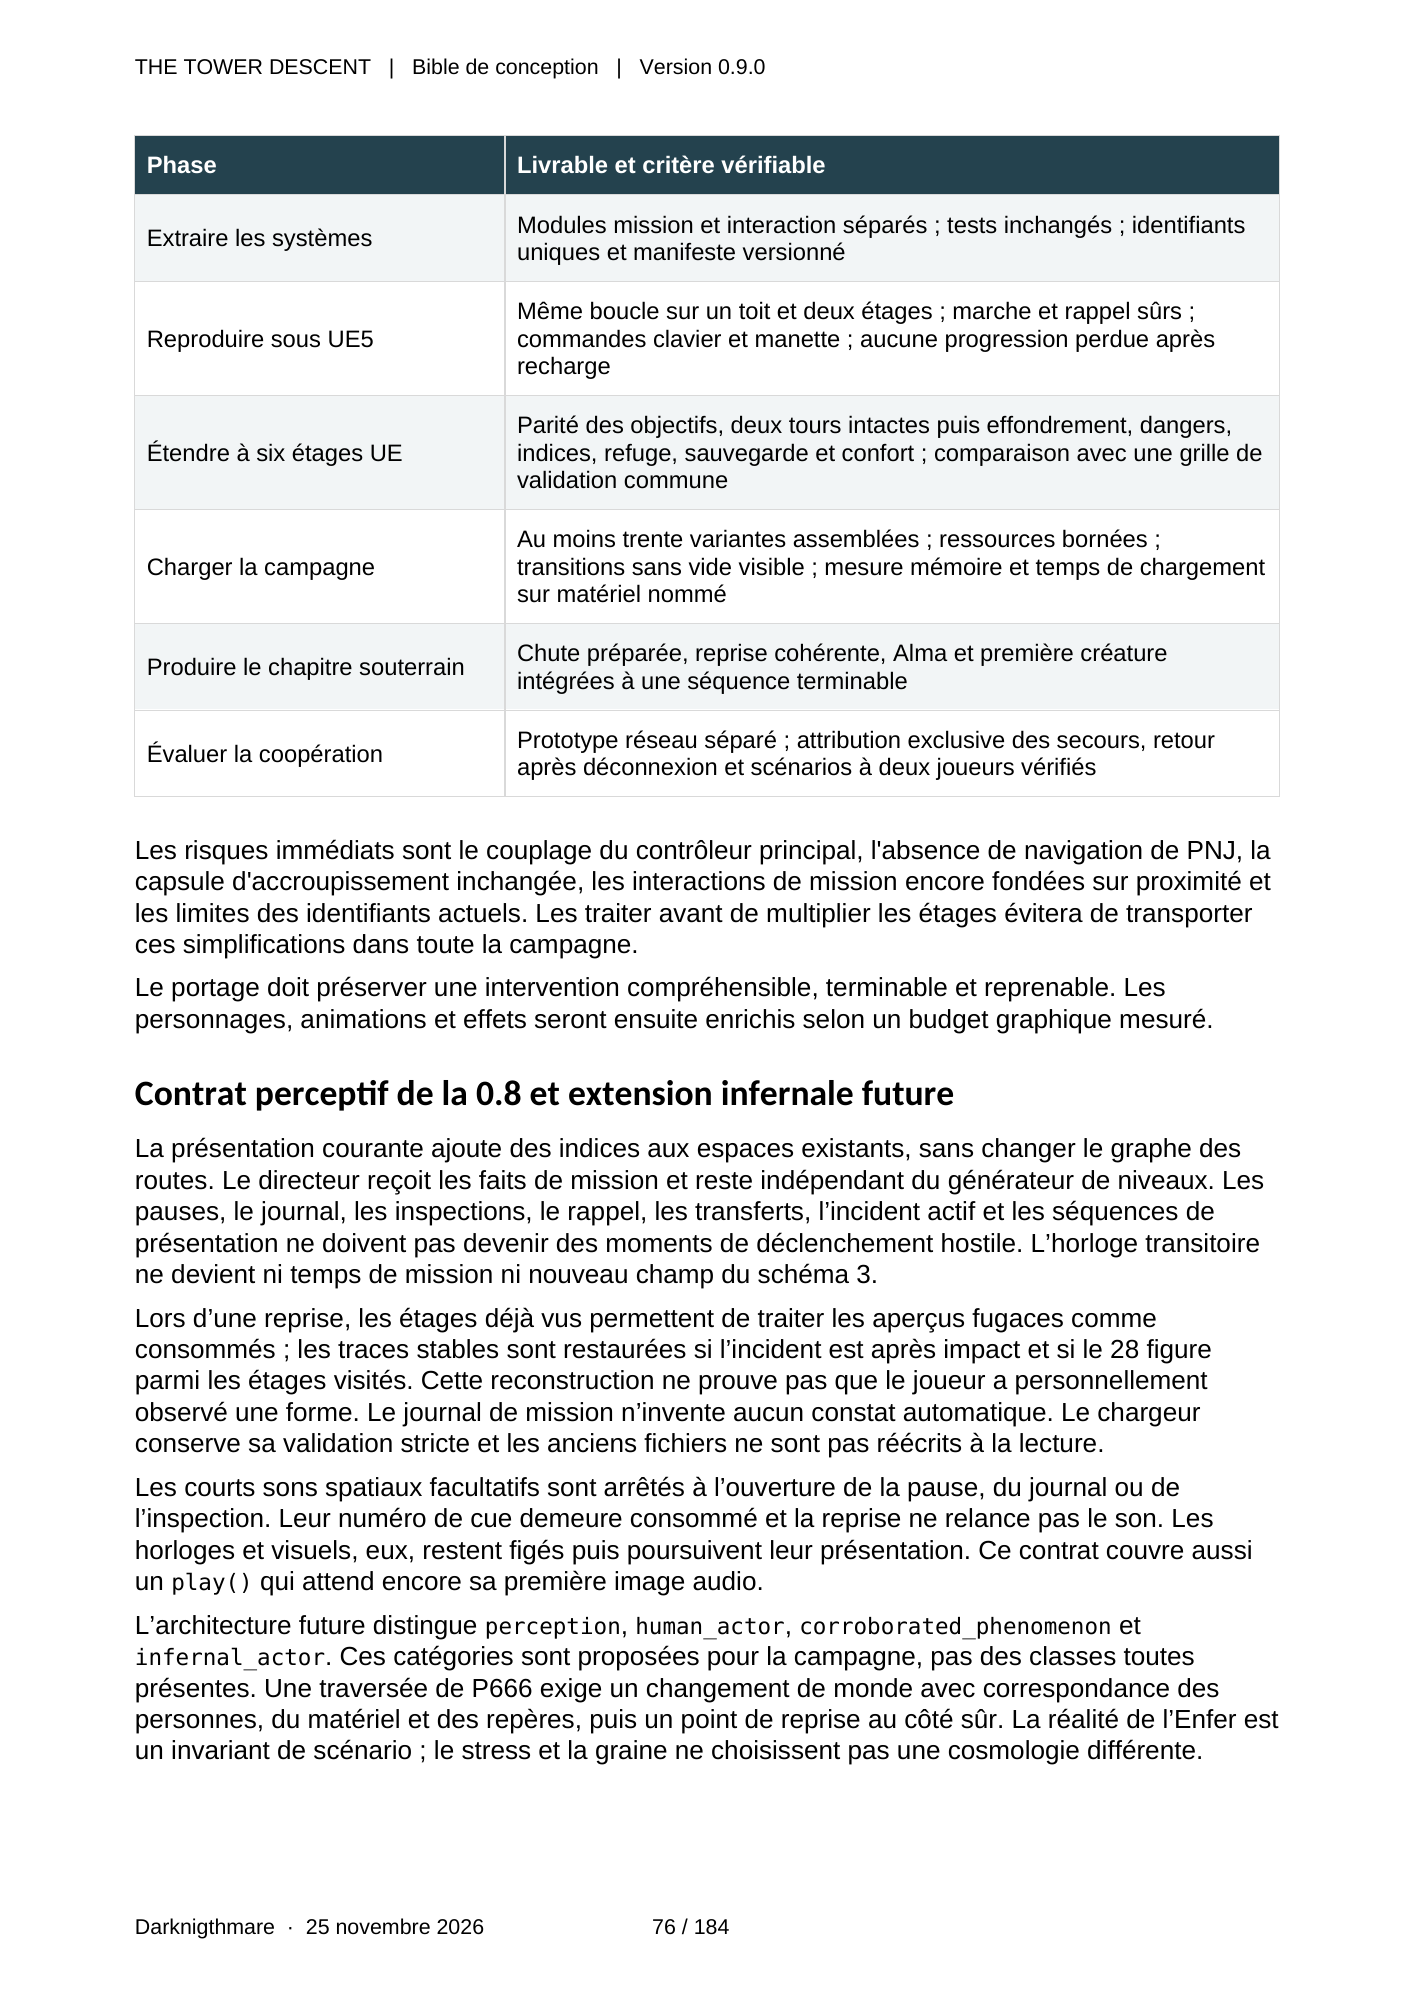 THE TOWER DESCENT | Bible de conception | Version 0.9.0
Phase
Livrable et critère vérifiable
Extraire les systèmes
Modules mission et interaction séparés ; tests inchangés ; identifiants
uniques et manifeste versionné
Reproduire sous UE5
Même boucle sur un toit et deux étages ; marche et rappel sûrs ;
commandes clavier et manette ; aucune progression perdue après
recharge
Étendre à six étages UE
Parité des objectifs, deux tours intactes puis effondrement, dangers,
indices, refuge, sauvegarde et confort ; comparaison avec une grille de
validation commune
Charger la campagne
Au moins trente variantes assemblées ; ressources bornées ;
transitions sans vide visible ; mesure mémoire et temps de chargement
sur matériel nommé
Produire le chapitre souterrain
Chute préparée, reprise cohérente, Alma et première créature
intégrées à une séquence terminable
Évaluer la coopération
Prototype réseau séparé ; attribution exclusive des secours, retour
après déconnexion et scénarios à deux joueurs vérifiés
Les risques immédiats sont le couplage du contrôleur principal, l'absence de navigation de PNJ, la
capsule d'accroupissement inchangée, les interactions de mission encore fondées sur proximité et
les limites des identifiants actuels. Les traiter avant de multiplier les étages évitera de transporter
ces simplifications dans toute la campagne.
Le portage doit préserver une intervention compréhensible, terminable et reprenable. Les
personnages, animations et effets seront ensuite enrichis selon un budget graphique mesuré.
Contrat perceptif de la 0.8 et extension infernale future
La présentation courante ajoute des indices aux espaces existants, sans changer le graphe des
routes. Le directeur reçoit les faits de mission et reste indépendant du générateur de niveaux. Les
pauses, le journal, les inspections, le rappel, les transferts, l’incident actif et les séquences de
présentation ne doivent pas devenir des moments de déclenchement hostile. L’horloge transitoire
ne devient ni temps de mission ni nouveau champ du schéma 3.
Lors d’une reprise, les étages déjà vus permettent de traiter les aperçus fugaces comme
consommés ; les traces stables sont restaurées si l’incident est après impact et si le 28 figure
parmi les étages visités. Cette reconstruction ne prouve pas que le joueur a personnellement
observé une forme. Le journal de mission n’invente aucun constat automatique. Le chargeur
conserve sa validation stricte et les anciens fichiers ne sont pas réécrits à la lecture.
Les courts sons spatiaux facultatifs sont arrêtés à l’ouverture de la pause, du journal ou de
l’inspection. Leur numéro de cue demeure consommé et la reprise ne relance pas le son. Les
horloges et visuels, eux, restent figés puis poursuivent leur présentation. Ce contrat couvre aussi
un play() qui attend encore sa première image audio.
L’architecture future distingue perception, human_actor, corroborated_phenomenon et
infernal_actor. Ces catégories sont proposées pour la campagne, pas des classes toutes
présentes. Une traversée de P666 exige un changement de monde avec correspondance des
personnes, du matériel et des repères, puis un point de reprise au côté sûr. La réalité de l’Enfer est
un invariant de scénario ; le stress et la graine ne choisissent pas une cosmologie différente.
Darknigthmare · 25 novembre 2026
76 / 184